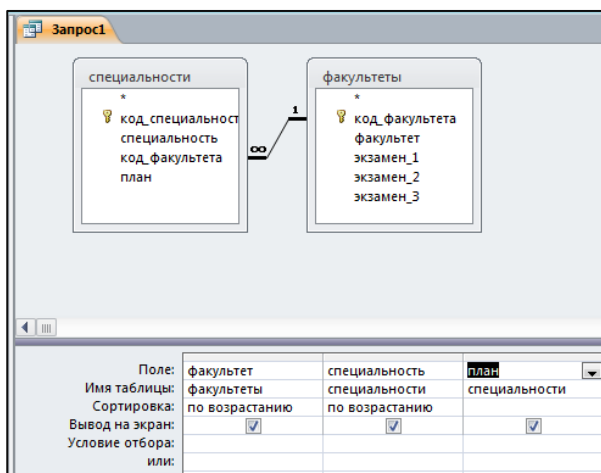 Запрос1
специальности
*
код_специальност
специальность
код_факультета
план
1
∞
факультеты
*
код_факультета
факультет
экзамен_1
экзамен_2
экзамен_3
Поле: факультет специальность план
Имя таблицы: факультеты специальности специальности
Сортировка: по возрастанию по возрастанию
Вывод на экран:
Условие отбора:
или: